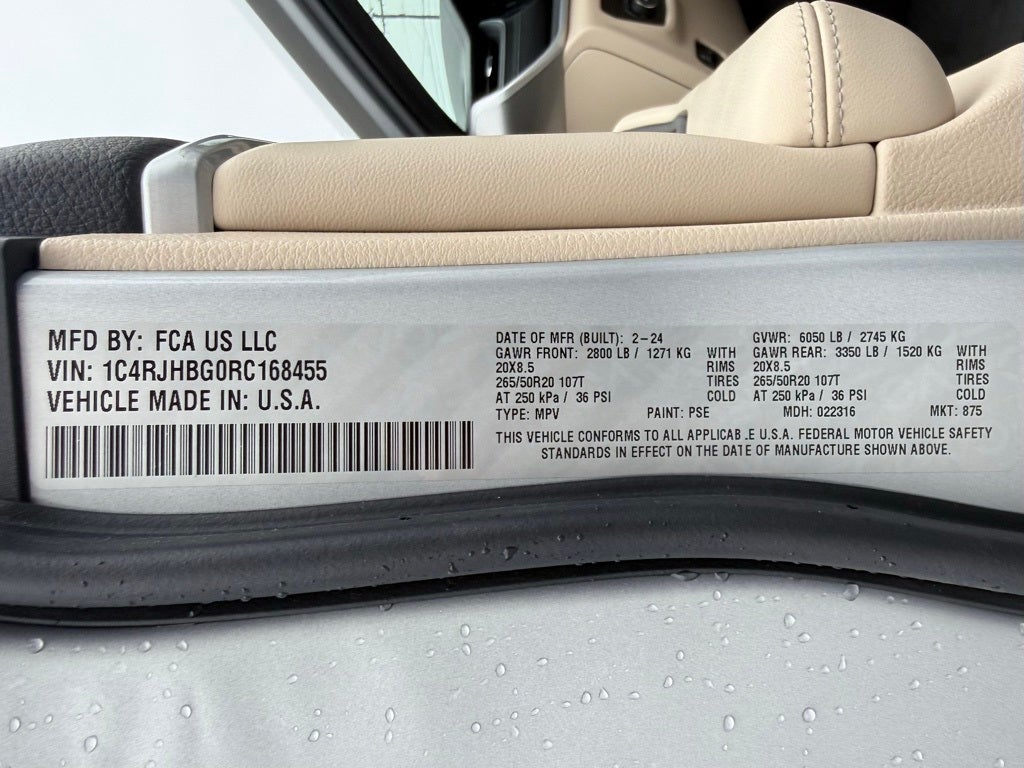 MFD BY: FCA US LLC
VIN: 1C4RJHBG0RC168455
VEHICLE MADE IN: U.S.A.
DATE OF MFR (BUILT): 2-24
GAWR FRONT: 2800 LB / 1271 KG WITH
20X8.5 RIMS
265/50R20 107T TIRES
AT 250 kPa / 36 PSI COLD
TYPE: MPV PAINT: PSE
GVWR: 6050 LB / 2745 KG
GAWR REAR: 3350 LB / 1520 KG WITH
20X8.5 RIMS
265/50R20 107T TIRES
AT 250 kPa / 36 PSI COLD
MDH: 022316 MKT: 875
THIS VEHICLE CONFORMS TO ALL APPLICAB.E U.S.A. FEDERAL MOTOR VEHICLE SAFETY
STANDARDS IN EFFECT ON THE DATE OF MANUFACTURE SHOWN ABOVE.